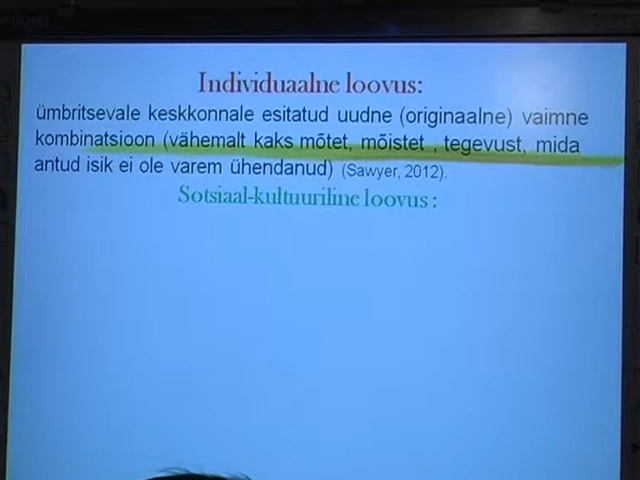 Individuaalne loovus:
ümbritsevale keskkonnale esitatud uudne (originaalne) vaimne
kombinatsioon (vähemalt kaks mõtet, mõistet , tegevust, mida
antud isik ei ole varem ühendanud) (Sawyer, 2012).
Sotsiaal-kultuuriline loovus :